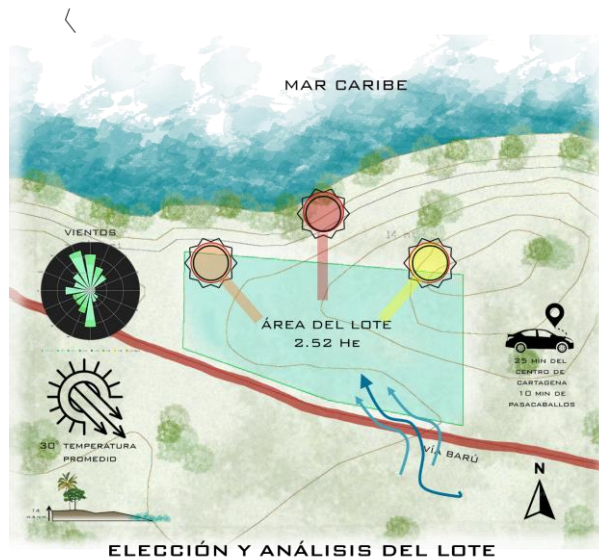 MAR CARIBE
VIENTOS
ÁREA DEL LOTE
2.52 He
25 MIN DEL
CENTRO DE
CARTAGENA
10 MIN DE
PASACABALLOS
30° TEMPERATURA
PROMEDIO
VÍA BARÚ
N
ELECCIÓN Y ANÁLISIS DEL LOTE